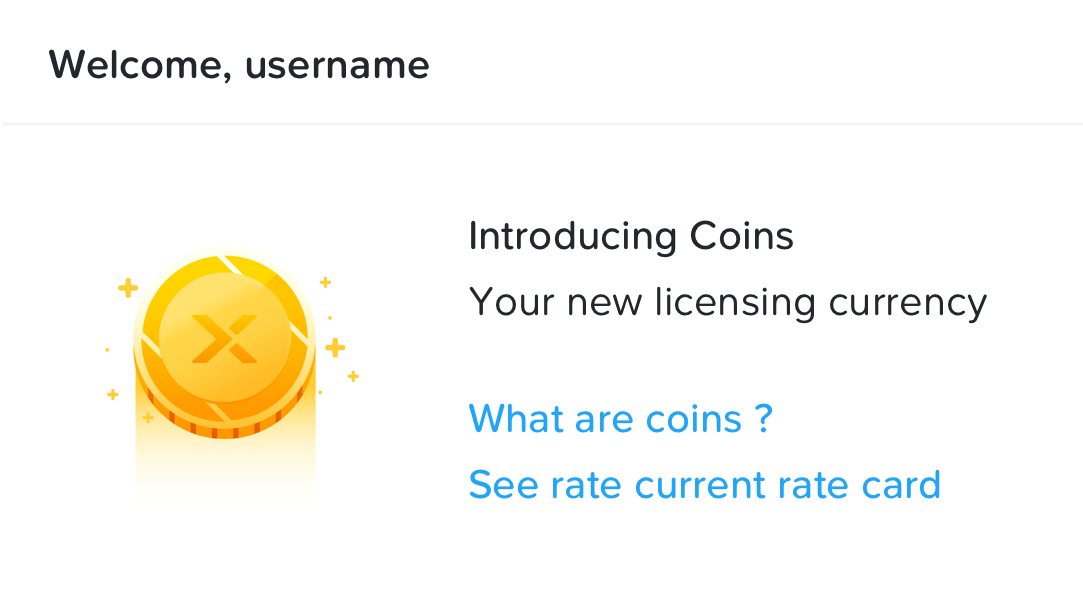 Welcome, username
Introducing Coins
Your new licensing currency
What are coins ?
See rate current rate card